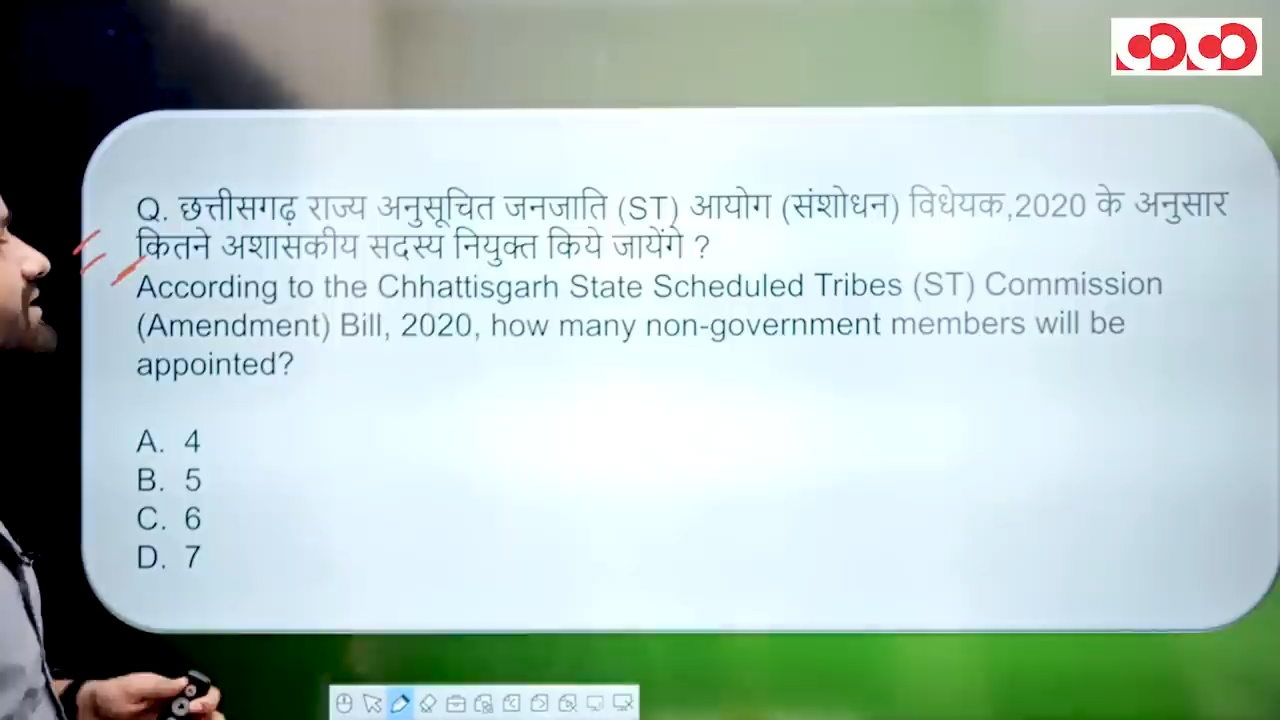 Q. छत्तीसगढ़ राज्य अनुसूचित जनजाति (ST) आयोग (संशोधन) विधेयक,2020 के अनुसार
कितने अशासकीय सदस्य नियुक्त किये जायेंगे ?
According to the Chhattisgarh State Scheduled Tribes (ST) Commission
(Amendment) Bill, 2020, how many non-government members will be
appointed?
A. 4
B. 5
C. 6
D. 7